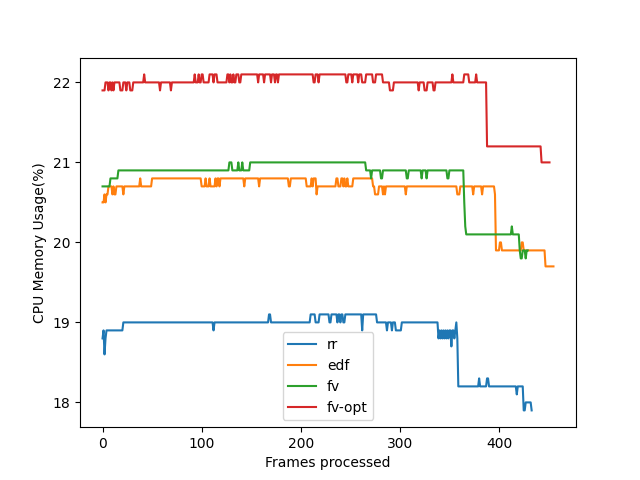 22
21
20
19
18
CPU Memory Usage(%)
rr
edf
fv
fv-opt
0
100
200
300
400
Frames processed